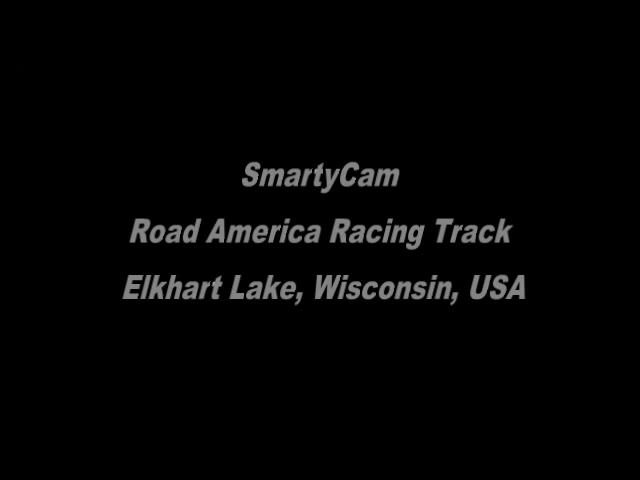 SmartyCam
Road America Racing Track
Elkhart Lake, Wisconsin, USA